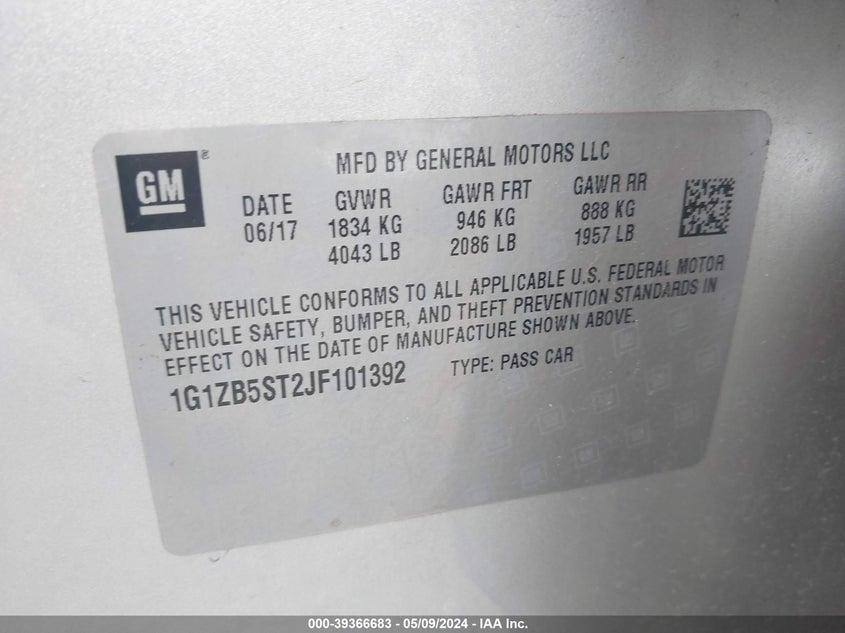 GM
MFD BY GENERAL MOTORS LLC
DATE GVWR GAWR FRT GAWR RR
06/17 1834 KG 946 KG 888 KG
4043 LB 2086 LB 1957 LB
THIS VEHICLE CONFORMS TO ALL APPLICABLE U.S. FEDERAL MOTOR
VEHICLE SAFETY, BUMPER, AND THEFT PREVENTION STANDARDS IN
EFFECT ON THE DATE OF MANUFACTURE SHOWN ABOVE.
1G1ZB5ST2JF101392 TYPE: PASS CAR
000-39366683 - 05/09/2024 - IAA Inc.